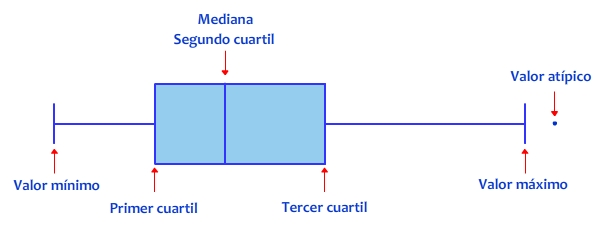 Mediana
Segundo cuartil
Valor atípico
Valor mínimo
Valor máximo
Primer cuartil
Tercer cuartil